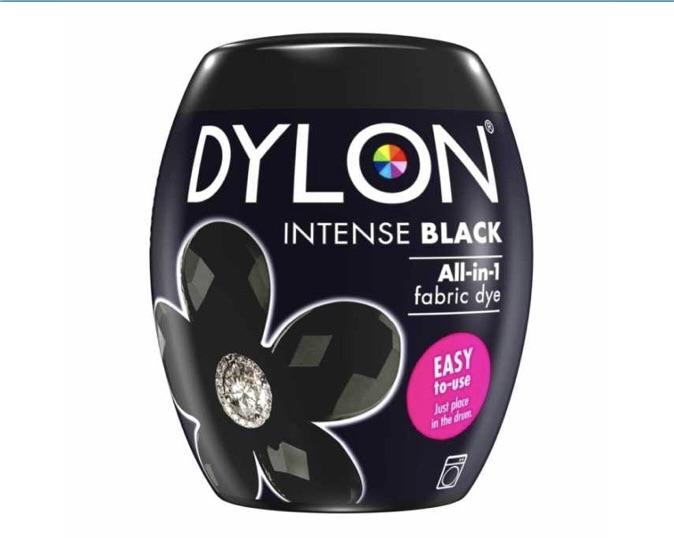 DYLON®
INTENSE BLACK
All-in-1
fabric dye
EASY
to-use
Just place
in the drum.